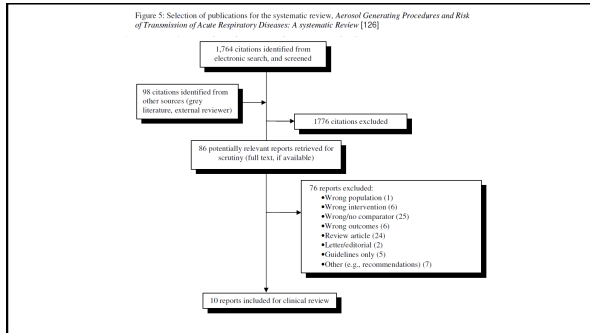 Figure 5: Selection of publications for the systematic review, Aerosol Generating Procedures and Risk
of Transmission of Acute Respiratory Diseases: A systematic Review [126]
1,764 citations identified from
electronic search, and screened
98 citations identified from
other sources (grey
literature, external reviewer)
1776 citations excluded
86 potentially relevant reports retrieved for
scrutiny (full text, if available)
76 reports excluded:
•Wrong population (1)
•Wrong intervention (6)
•Wrong/no comparator (25)
•Wrong outcomes (6)
•Review article (24)
•Letter/editorial (2)
•Guidelines only (5)
•Other (e.g., recommendations) (7)
10 reports included for clinical review